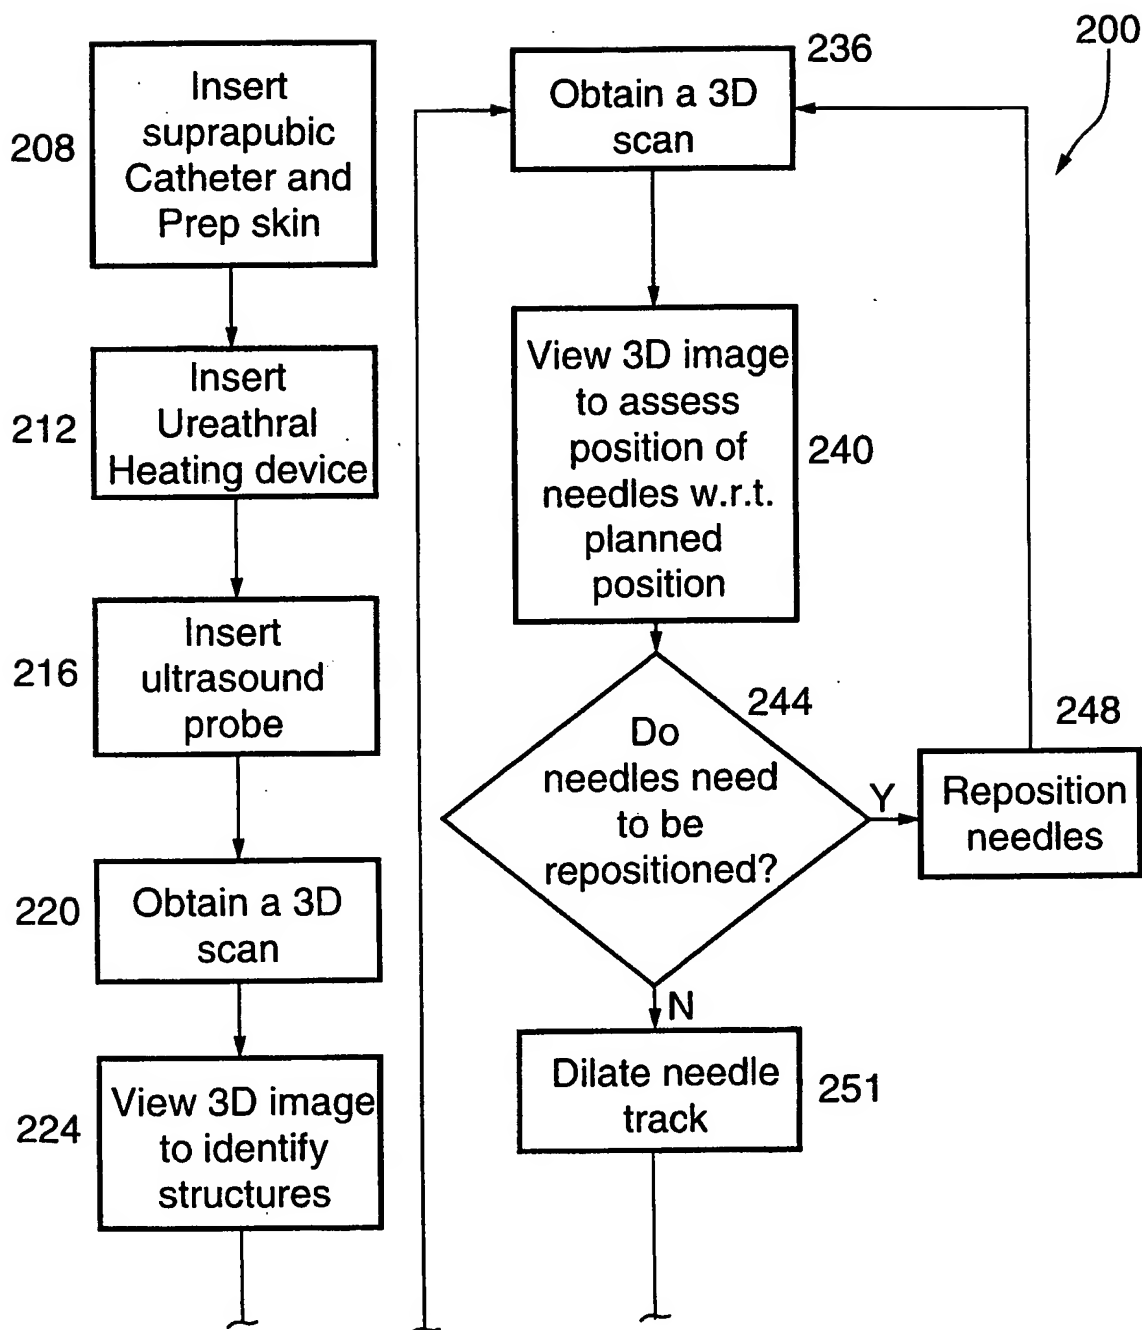 200
208
Insert
suprapubic
Catheter and
Prep skin
212
Insert
Ureathral
Heating device
216
Insert
ultrasound
probe
220
Obtain a 3D
scan
224
View 3D image
to identify
structures
236
Obtain a 3D
scan
View 3D image
to assess
position of
needles w.r.t.
planned
position
240
244
Do
needles need
to be
repositioned?
Y
248
Reposition
needles
N
Dilate needle
track
251